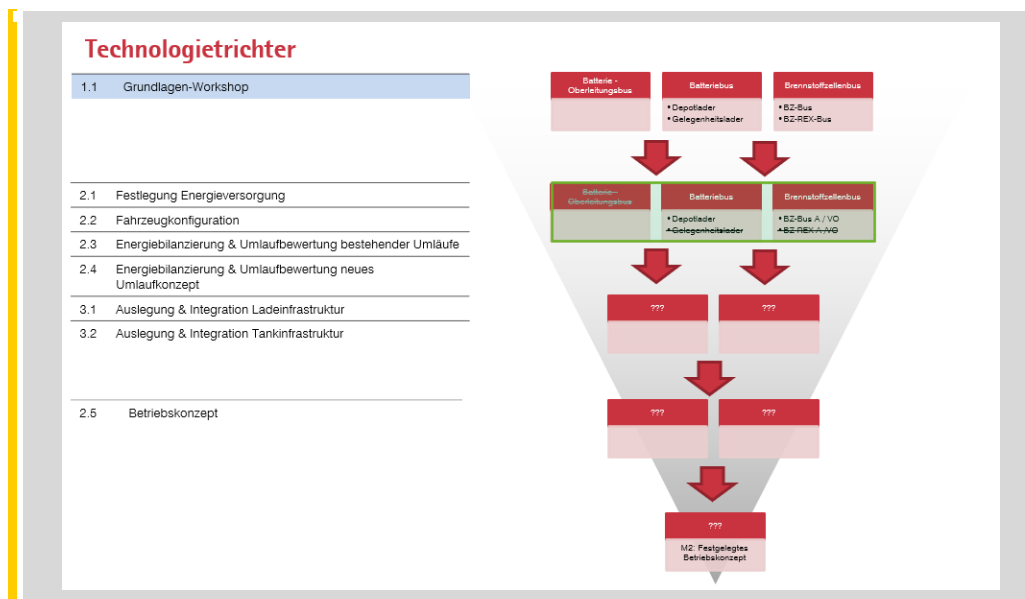 Technologietrichter
1.1 Grundlagen-Workshop
2.1 Festlegung Energieversorgung
2.2 Fahrzeugkonfiguration
2.3 Energiebilanzierung & Umlaufbewertung bestehender Umläufe
2.4 Energiebilanzierung & Umlaufbewertung neues
Umlaufkonzept
3.1 Auslegung & Integration Ladeinfrastruktur
3.2 Auslegung & Integration Tankinfrastruktur
2.5 Betriebskonzept
Batterie -
Oberleitungsbus
Batteriebus
• Depotlader
• Gelegenheitslader
Brennstoffzellenbus
• BZ-Bus
• BZ-REX-Bus
Batterie -
Oberleitungsbus
Batteriebus
• Depotlader
• Gelegenheitslader
Brennstoffzellenbus
• BZ-Bus A / VO
• BZ-REX A /VO
???
???
???
???
???
M2: Festgelegtes
Betriebskonzept